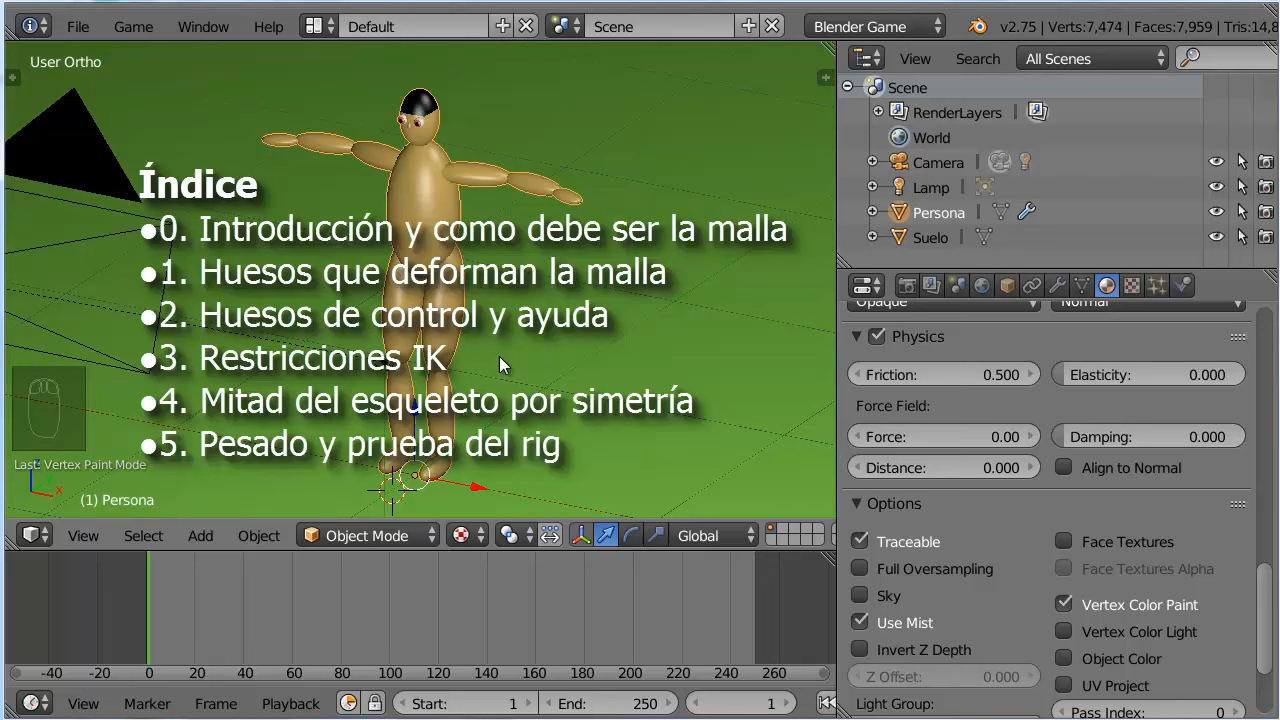 File Game Window Help Default Scene Blender Game v2.75 | Verts:7,474 | Faces:7,959 | Tris:14,8
User Ortho
Índice
●0. Introducción y como debe ser la malla
●1. Huesos que deforman la malla
●2. Huesos de control y ayuda
●3. Restricciones IK
●4. Mitad del esqueleto por simetría
●5. Pesado y prueba del rig
Last: Vertex Paint Mode
(1) Persona
View Select Add Object Object Mode Global
-40 -20 0 20 40 60 80 100 120 140 160 180 200 220 240 260
View Marker Frame Playback Start: 1 End: 250 1
View Search All Scenes
Scene
RenderLayers
World
Camera
Lamp
Persona
Suelo
Opaque Normal
Physics
Friction: 0.500 Elasticity: 0.000
Force Field:
Force: 0.00 Damping: 0.000
Distance: 0.000 Align to Normal
Options
Traceable Face Textures
Full Oversampling Face Textures Alpha
Sky Vertex Color Paint
Use Mist Vertex Color Light
Invert Z Depth Object Color
Z Offset: 0.000 UV Project
Light Group: Pass Index: 0